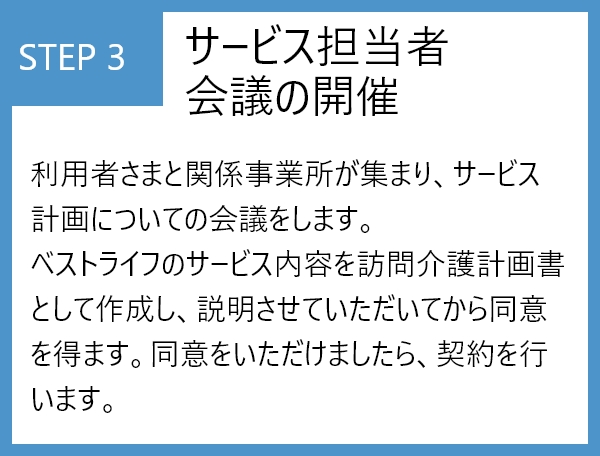 STEP 3
サービス担当者
会議の開催
利用者さまと関係事業所が集まり、サービス
計画についての会議をします。
ベストライフのサービス内容を訪問介護計画書
として作成し、説明させていただいてから同意
を得ます。同意をいただけましたら、契約を行
います。